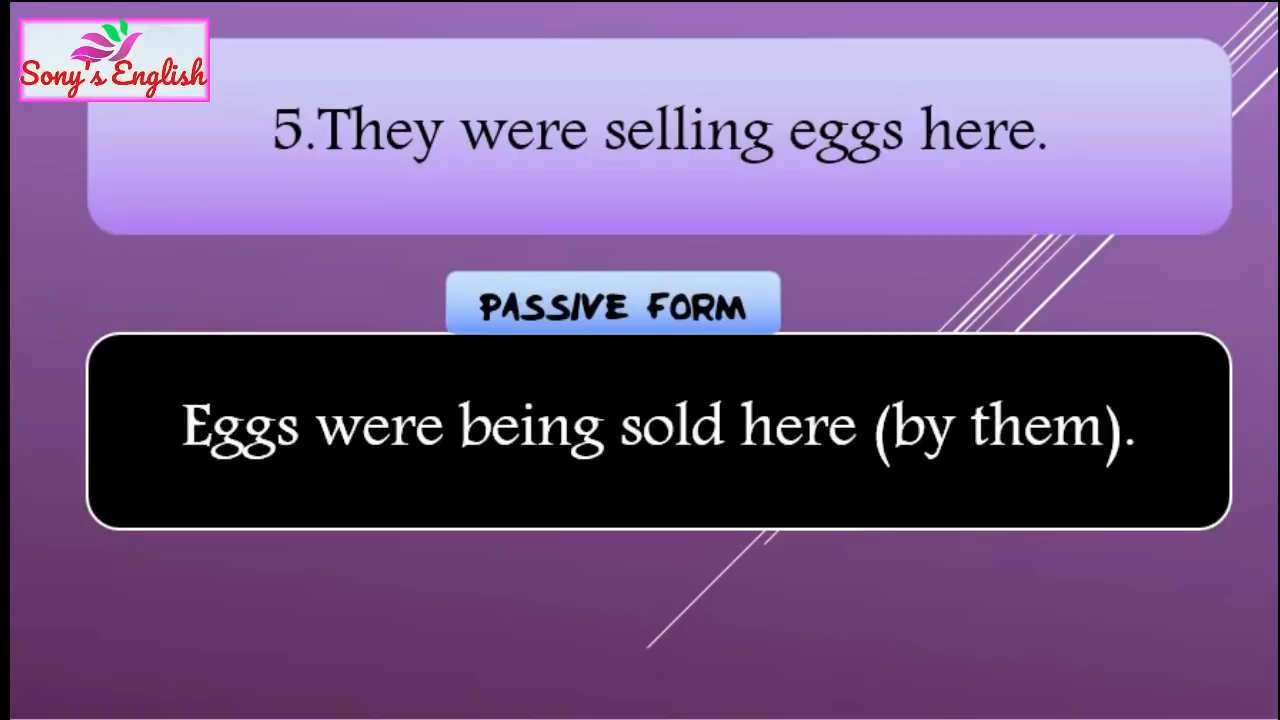 Sony's English
5.They were selling eggs here.
PASSIVE FORM
Eggs were being sold here (by them).